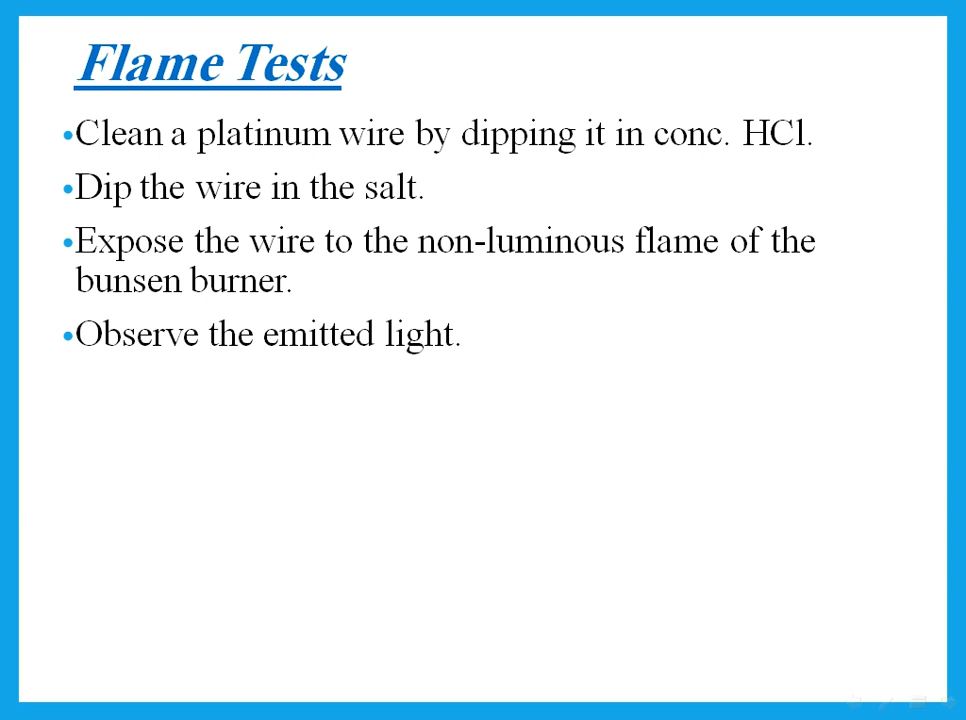 Flame Tests
•Clean a platinum wire by dipping it in conc. HCl.
•Dip the wire in the salt.
•Expose the wire to the non-luminous flame of the
bunsen burner.
•Observe the emitted light.